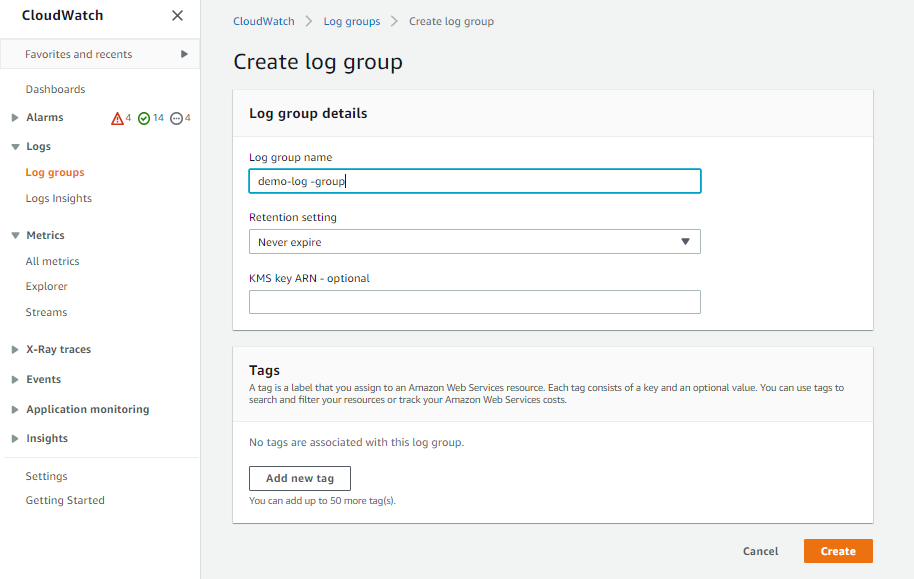 CloudWatch
Favorites and recents
Dashboards
Alarms 4 14 4
Logs
Log groups
Logs Insights
Metrics
All metrics
Explorer
Streams
X-Ray traces
Events
Application monitoring
Insights
Settings
Getting Started
CloudWatch Log groups Create log group
Create log group
Log group details
Log group name
demo-log -group
Retention setting
Never expire
KMS key ARN - optional
Tags
A tag is a label that you assign to an Amazon Web Services resource. Each tag consists of a key and an optional value. You can use tags to
search and filter your resources or track your Amazon Web Services costs.
No tags are associated with this log group.
Add new tag
You can add up to 50 more tag(s).
Cancel Create